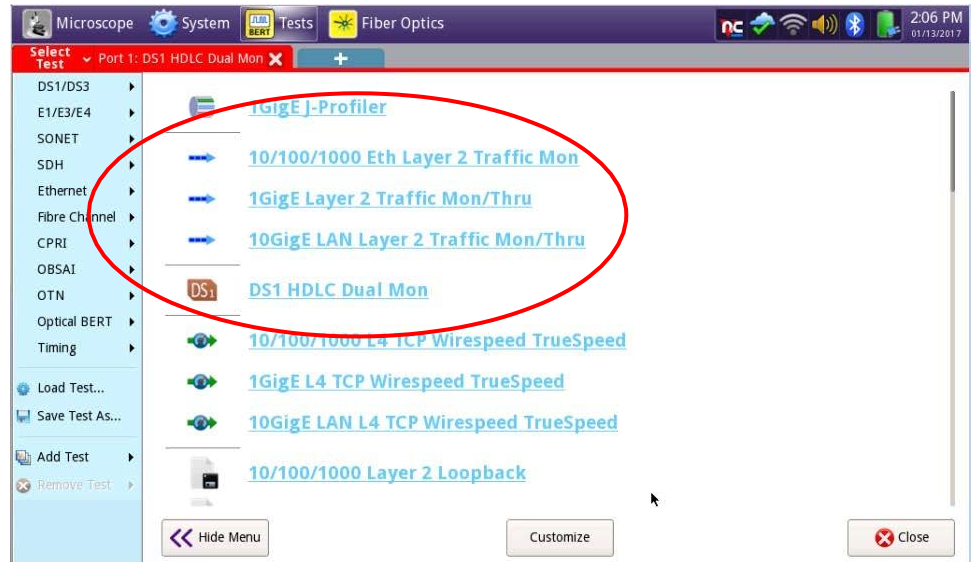 Microscope System Tests Fiber Optics
JLML BERT
nc 2:06 PM
01/13/2017
Select Test Port 1: DS1 HDLC Dual Mon +
DS1/DS3
E1/E3/E4
SONET
SDH
Ethernet
Fibre Channel
CPRI
OBSAI
OTN
Optical BERT
Timing
Load Test...
Save Test As...
Add Test
Remove Test
1GigE J-Profiler
10/100/1000 Eth Layer 2 Traffic Mon
1GigE Layer 2 Traffic Mon/Thru
10GigE LAN Layer 2 Traffic Mon/Thru
DS1 DS1 HDLC Dual Mon
10/100/1000 L4 TCP Wirespeed TrueSpeed
1GigE L4 TCP Wirespeed TrueSpeed
10GigE LAN L4 TCP Wirespeed TrueSpeed
10/100/1000 Layer 2 Loopback
Hide Menu Customize Close